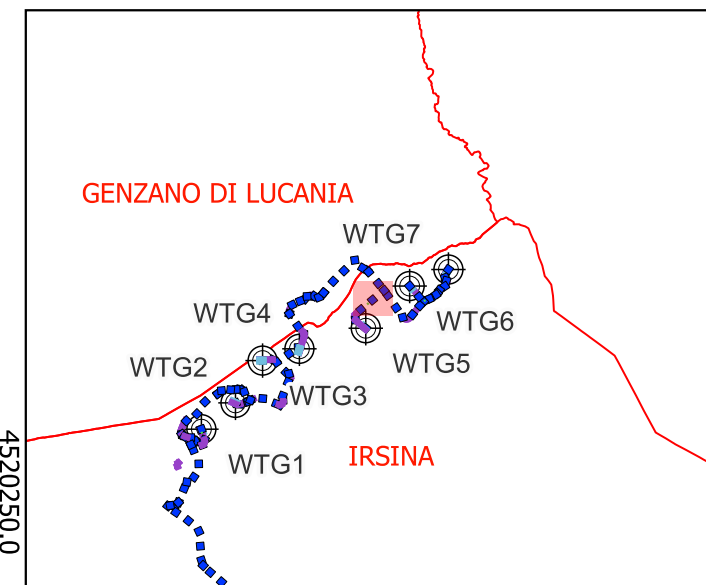 GENZANO DI LUCANIA
WTG7
WTG4
WTG6
WTG2
WTG5
WTG3
IRSINA
WTG1
4520250.0